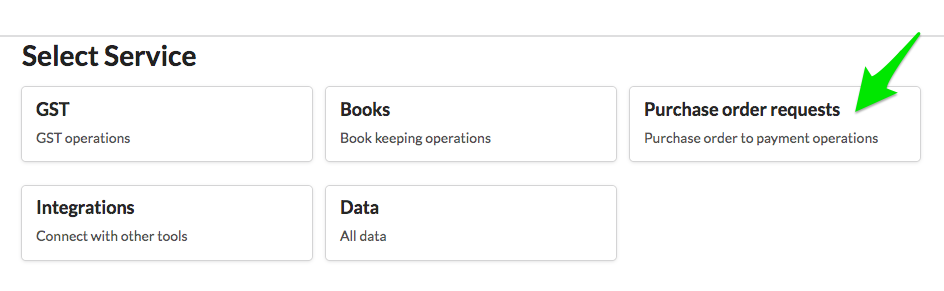 Select Service
GST
GST operations
Books
Book keeping operations
Purchase order requests
Purchase order to payment operations
Integrations
Connect with other tools
Data
All data